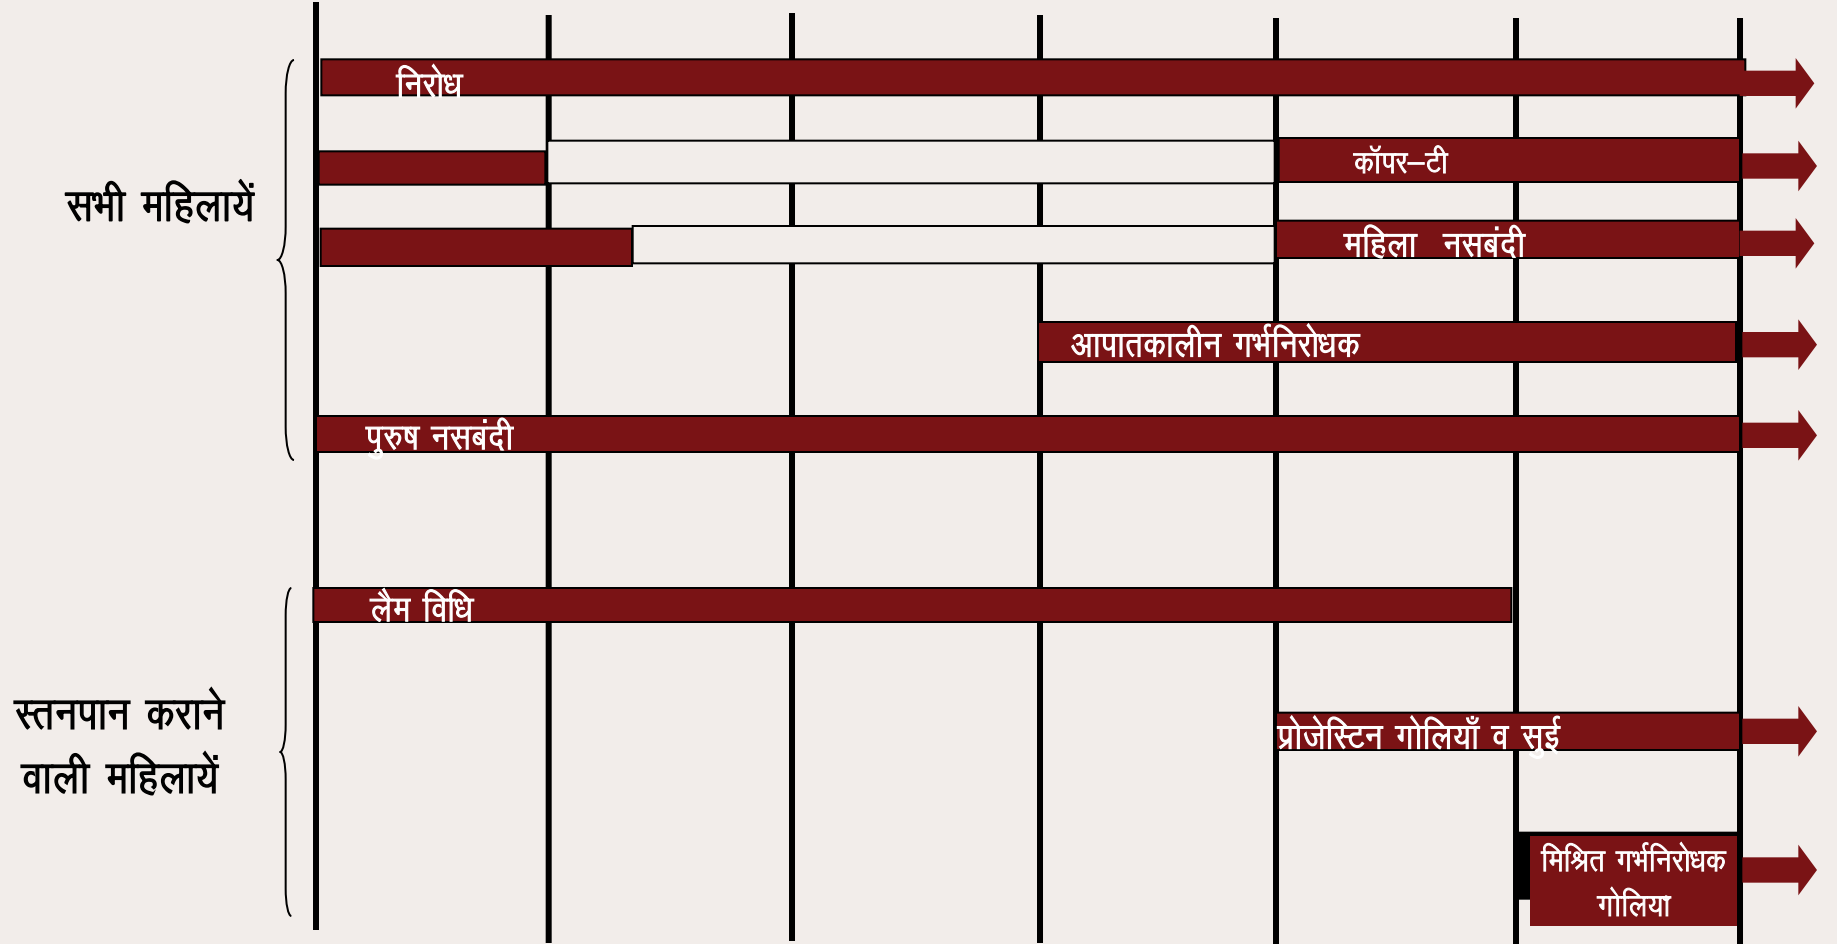 निरोध
कॉपर–टी
सभी महिलायें
महिला नसबंदी
आपातकालीन गर्भनिरोधक
पुरुष नसबंदी
लैम विधि
स्तनपान कराने
वाली महिलायें
प्रोजेस्टिन गोलियाँ व सुई
मिश्रित गर्भनिरोधक
गोलिया